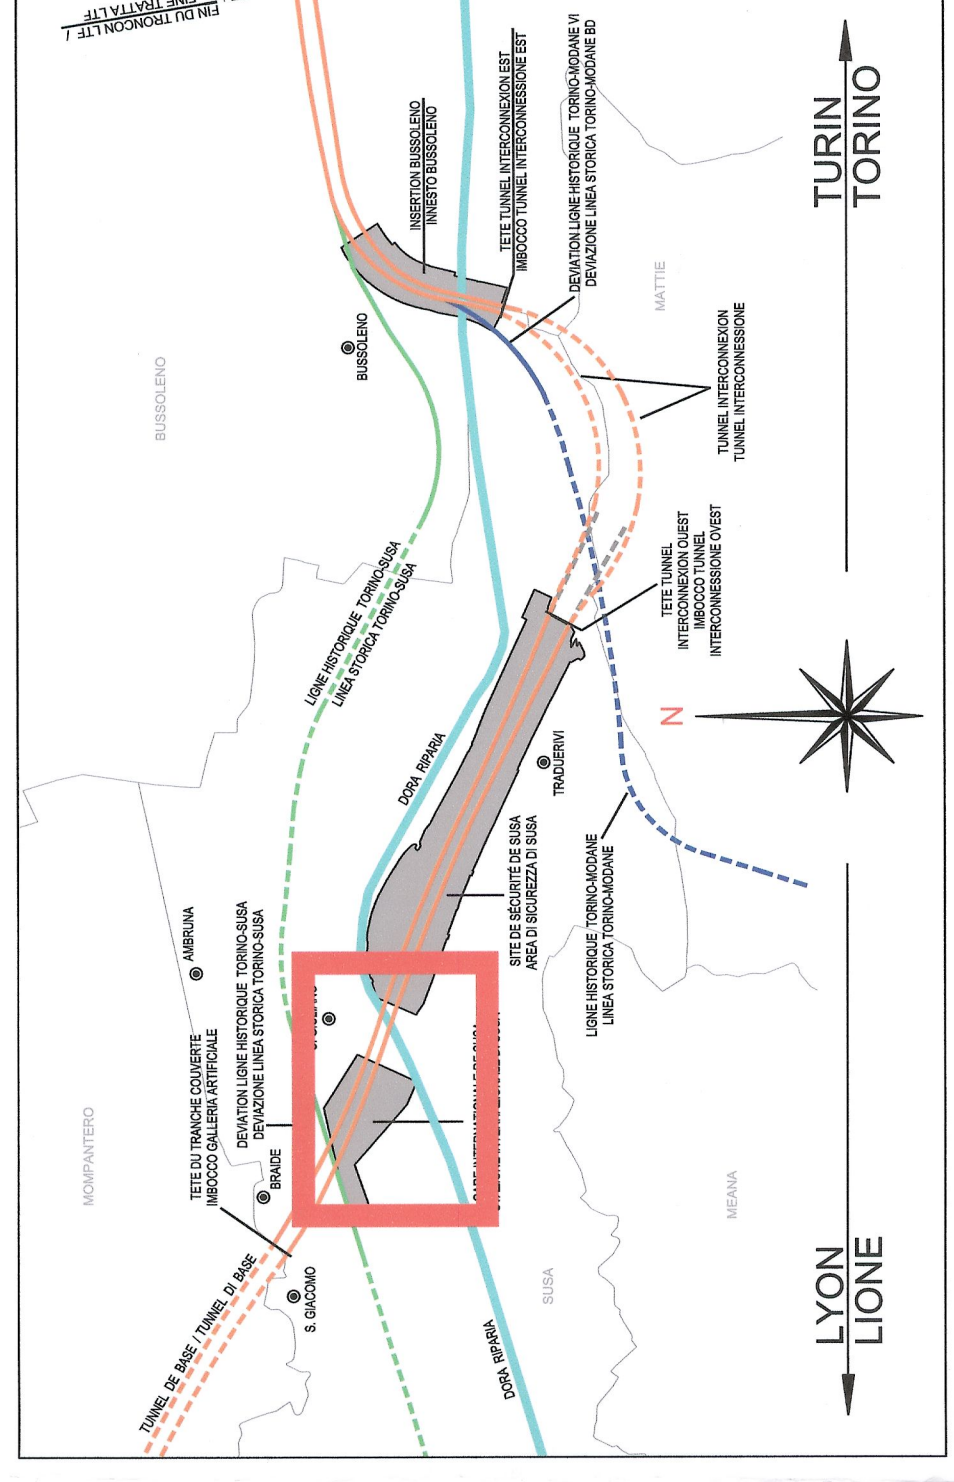 FIN DU TRONCON LTF /
FINE TRATTA LTF
TURIN
TORINO
INSERTION BUSSOLENO
INNESTO BUSSOLENO
TETE TUNNEL INTERCONNEXION EST
IMBOCCO TUNNEL INTERCONNESSIONE EST
DEVIATION LIGNE HISTORIQUE TORINO-MODANE VI
DEVIAZIONE LINEA STORICA TORINO-MODANE BD
MATTIE
BUSSOLENO
BUSSOLENO
TUNNEL INTERCONNEXION
TUNNEL INTERCONNESSIONE
LIGNE HISTORIQUE TORINO-SUSA
LINEA STORICA TORINO-SUSA
TETE TUNNEL
INTERCONNEXION OUEST
IMBOCCO TUNNEL
INTERCONNESSIONE OVEST
N
DORA RIPARIA
TRADUERIVI
SITE DE SÉCURITÉ DE SUSA
AREA DI SICUREZZA DI SUSA
LIGNE HISTORIQUE TORINO-MODANE
LINEA STORICA TORINO-MODANE
AMBRUNA
DEVIATION LIGNE HISTORIQUE TORINO-SUSA
DEVIAZIONE LINEA STORICA TORINO-SUSA
TETE DU TRANCHE COUVERTE
IMBOCCO GALLERIA ARTIFICIALE
MOMPANTERO
BRAIDE
MEANA
SUSA
S. GIACOMO
TUNNEL DE BASE / TUNNEL DI BASE
DORA RIPARIA
LYON
LIONE